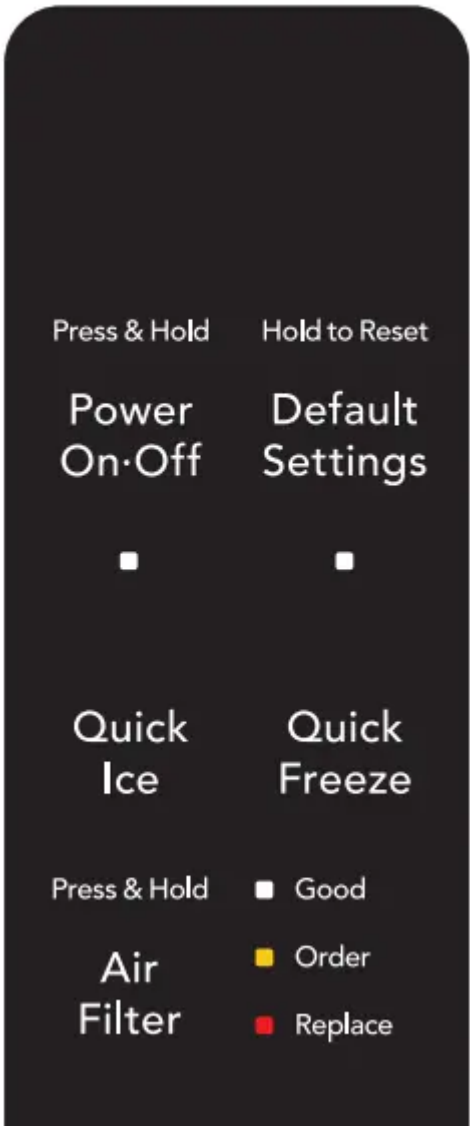 Press & Hold
Hold to Reset
Power
On·Off
Default
Settings
Quick
Ice
Quick
Freeze
Press & Hold
Air
Filter
Good
Order
Replace